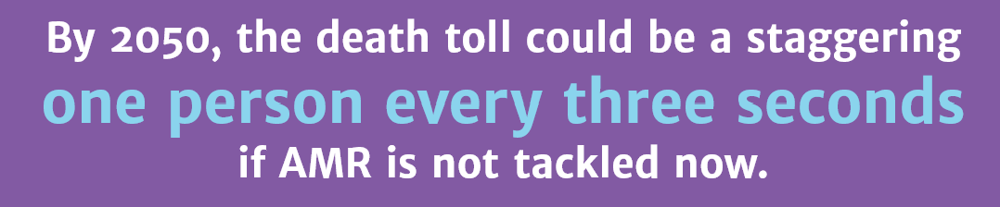 By 2050, the death toll could be a staggering
one person every three seconds
if AMR is not tackled now.